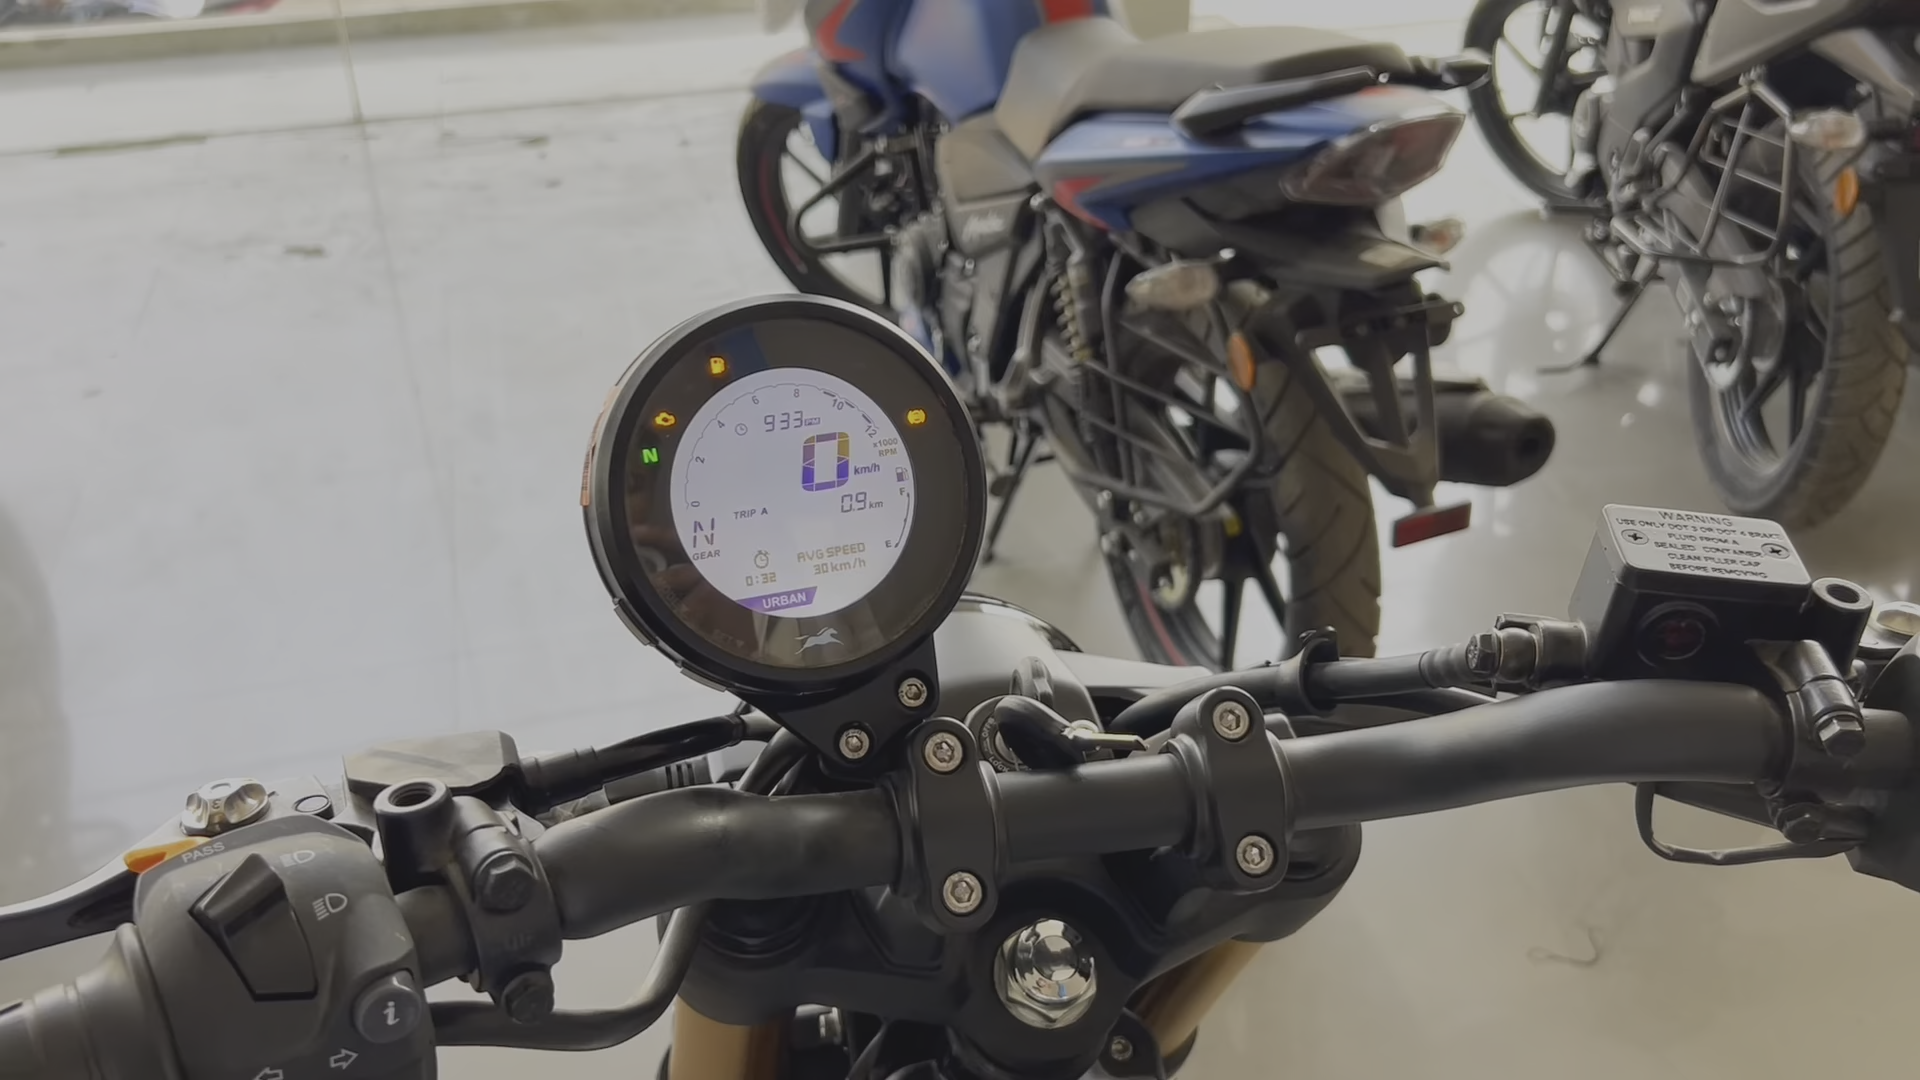 8
6
10
4
12
933 PM
x1000
RPM
0
km/h
2
F
0.9 km
0
TRIP A
N
N
GEAR
E
AVG SPEED
0:32
30 km/h
URBAN
WARNING
USE ONLY DOT 3 OR DOT 4 BRAKE
FLUID FROM A
SEALED CONTAINER
CLEAN FILLER CAP
BEFORE REMOVING
PASS
3
i